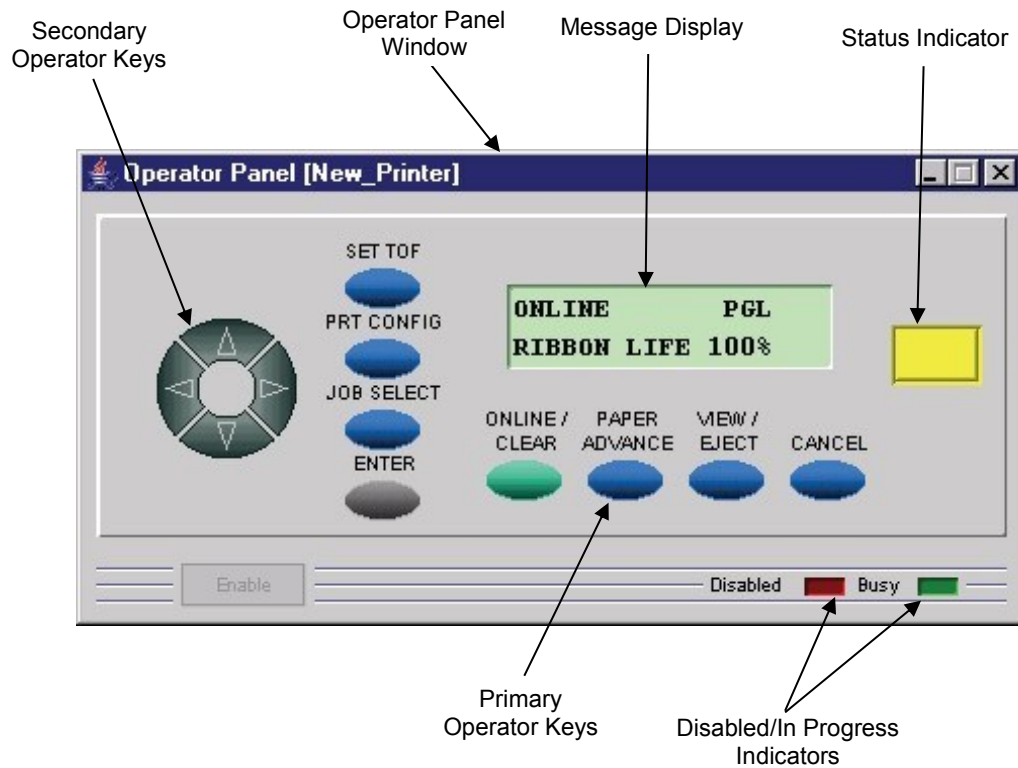 Secondary
Operator Keys
Operator Panel
Window
Message Display
Status Indicator
Operator Panel [New_Printer]
SET TOF
PRT CONFIG
JOB SELECT
ENTER
ONLINE PGL
RIBBON LIFE 100%
ONLINE /
CLEAR
PAPER
ADVANCE
VIEW /
EJECT
CANCEL
Enable
Disabled
Busy
Primary
Operator Keys
Disabled/In Progress
Indicators